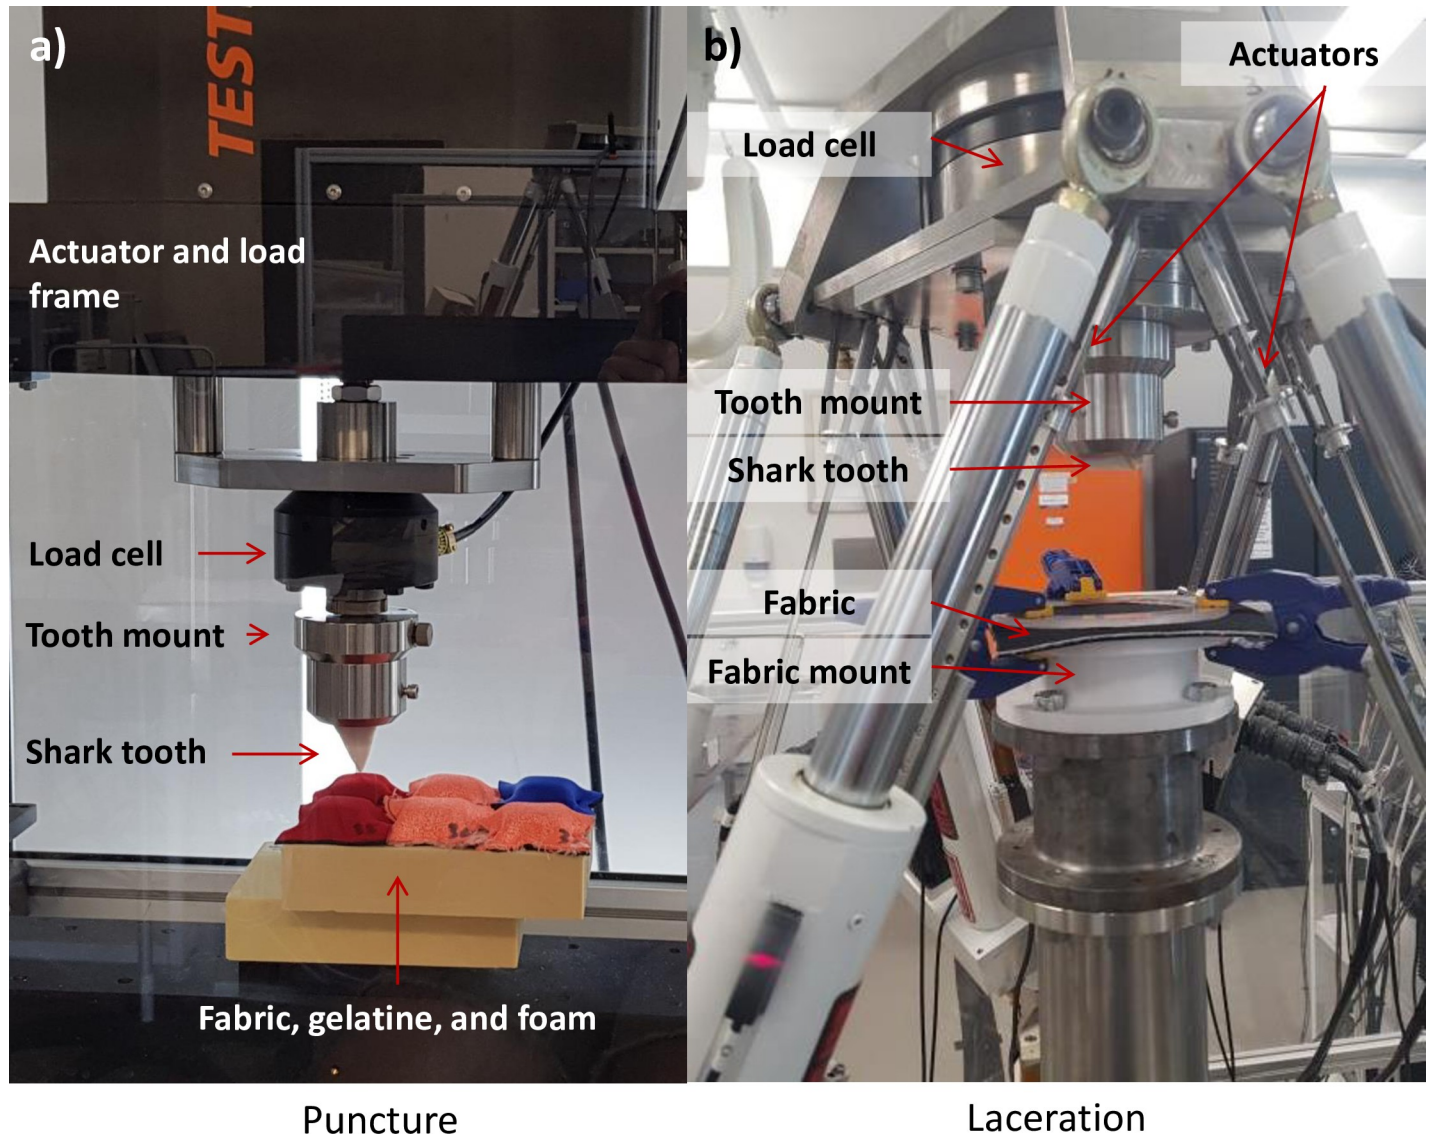 a)
TEST
Actuator and load
frame
Load cell
Tooth mount
Shark tooth
Fabric, gelatine, and foam
Puncture
b)
Actuators
Load cell
Tooth mount
Shark tooth
Fabric
Fabric mount
Laceration